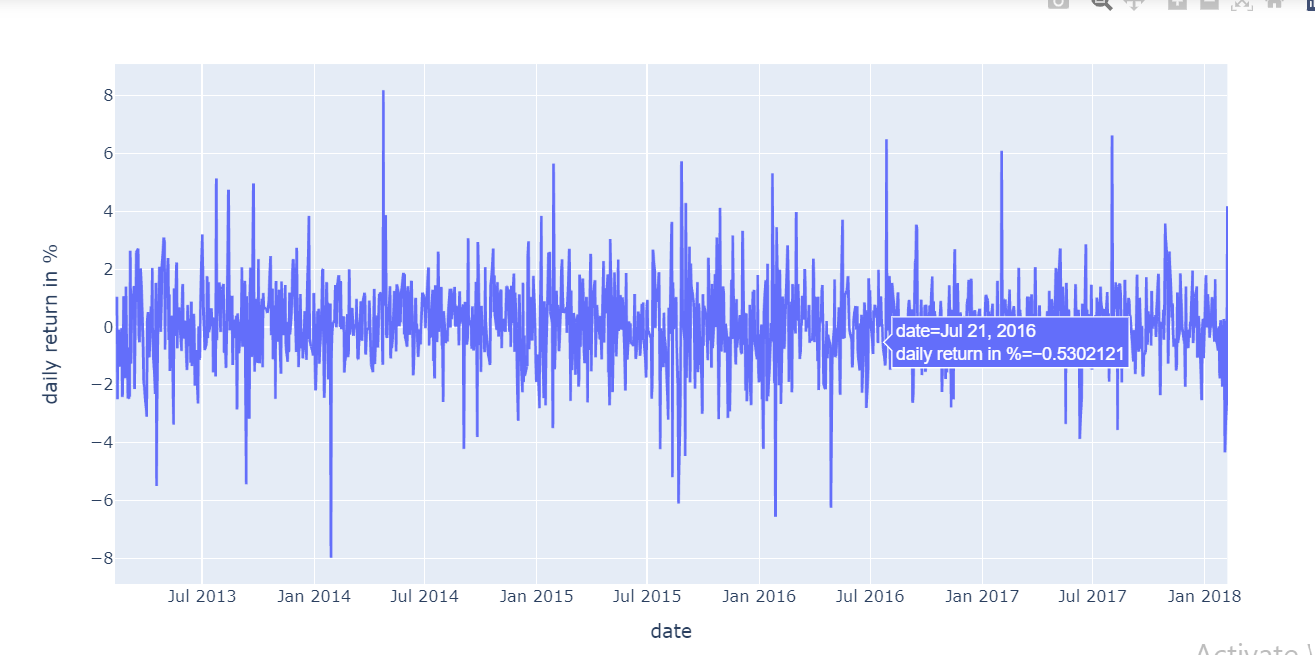 8
6
4
2
0
−2
−4
−6
−8
daily return in %
date=Jul 21, 2016
daily return in %=−0.5302121
Jul 2013
Jan 2014
Jul 2014
Jan 2015
Jul 2015
Jan 2016
Jul 2016
Jan 2017
Jul 2017
Jan 2018
date
Activate